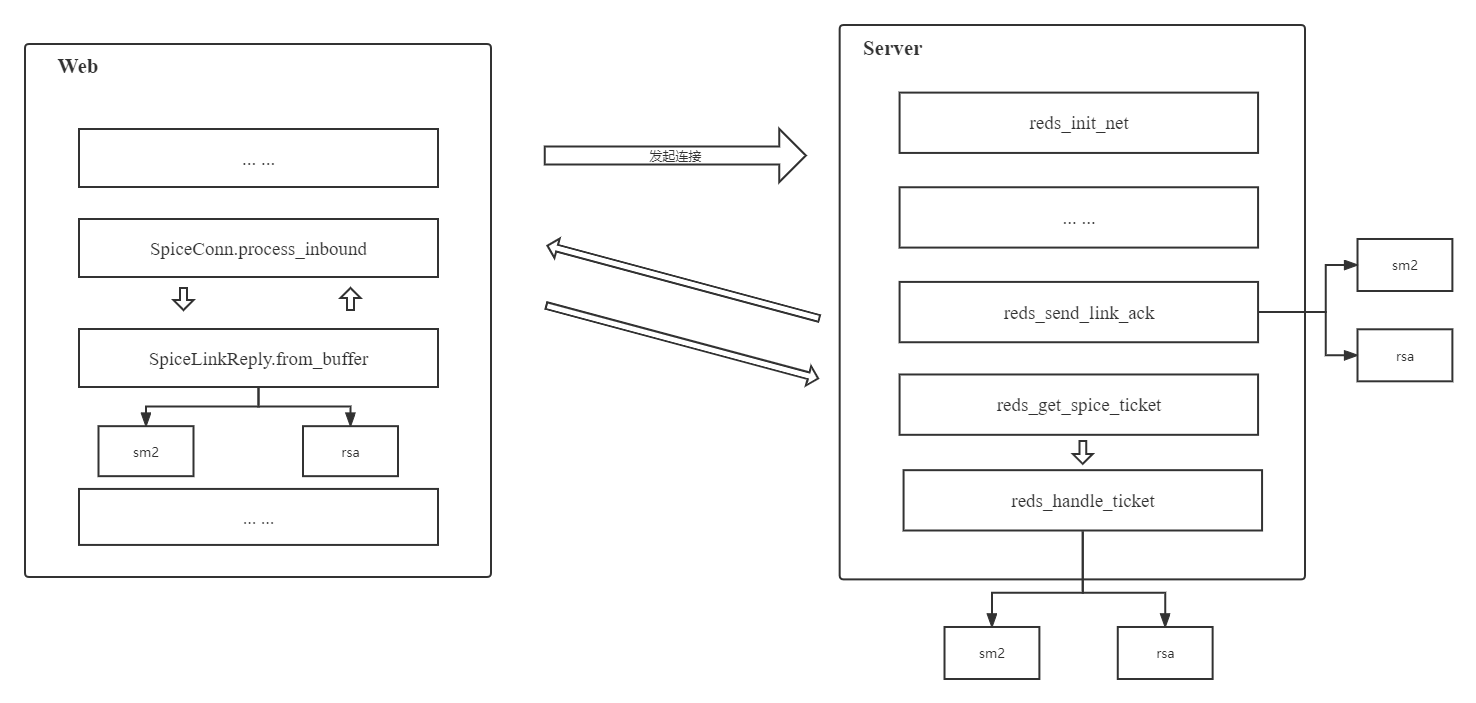 Web
... ...
SpiceConn.process_inbound
SpiceLinkReply.from_buffer
sm2
rsa
... ...
发起连接
Server
reds_init_net
... ...
reds_send_link_ack
sm2
rsa
reds_get_spice_ticket
reds_handle_ticket
sm2
rsa